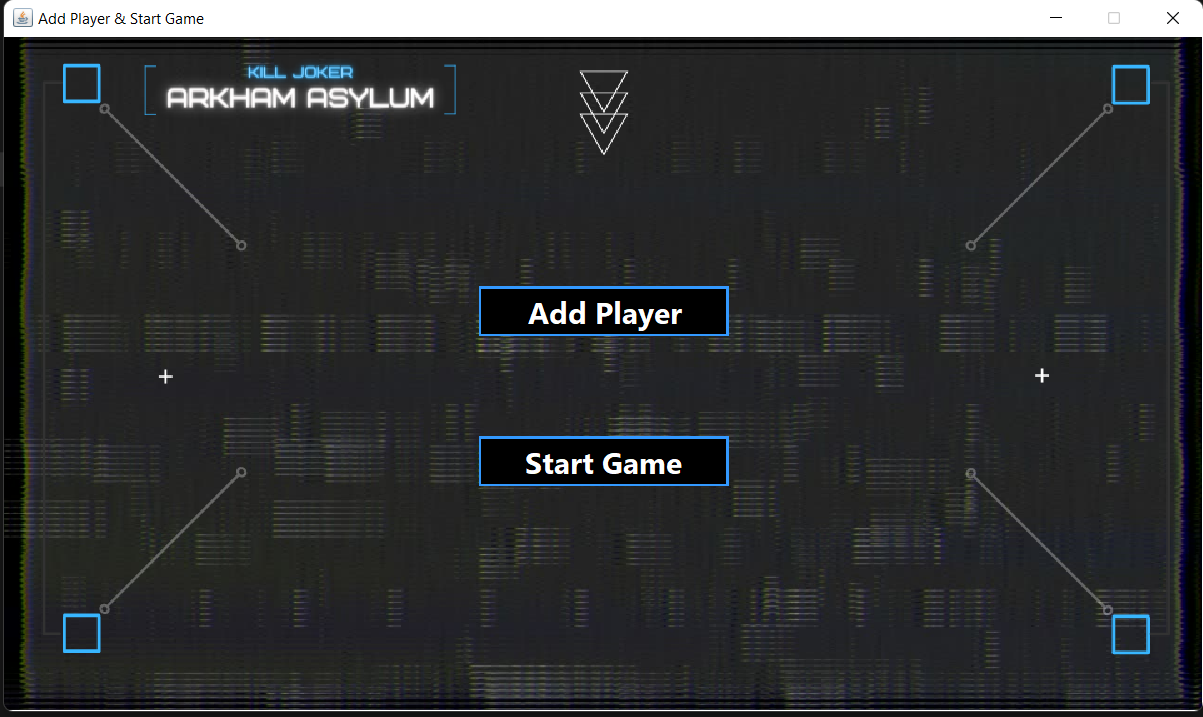 Add Player & Start Game
KILL JOKER
ARKHAM ASYLUM
Add Player
Start Game